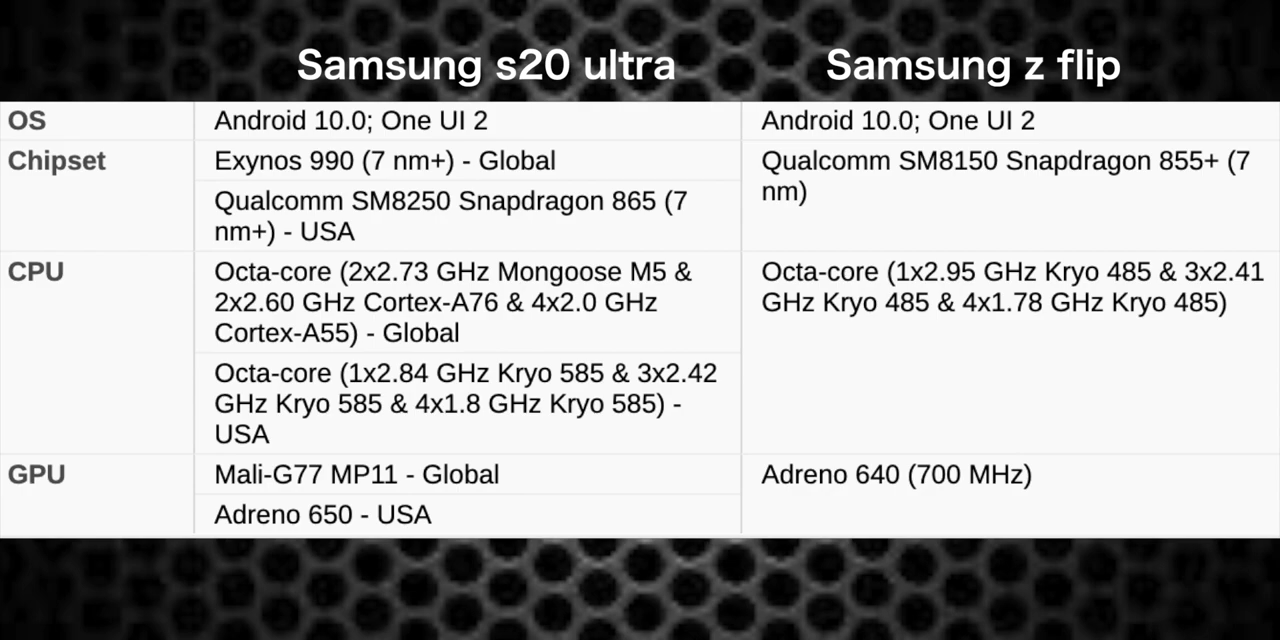 Samsung s20 ultra
Samsung z flip
OS
Android 10.0; One UI 2
Android 10.0; One UI 2
Chipset
Exynos 990 (7 nm+) - Global
Qualcomm SM8250 Snapdragon 865 (7
nm+) - USA
Qualcomm SM8150 Snapdragon 855+ (7
nm)
CPU
Octa-core (2x2.73 GHz Mongoose M5 &
2x2.60 GHz Cortex-A76 & 4x2.0 GHz
Cortex-A55) - Global
Octa-core (1x2.84 GHz Kryo 585 & 3x2.42
GHz Kryo 585 & 4x1.8 GHz Kryo 585) -
USA
Octa-core (1x2.95 GHz Kryo 485 & 3x2.41
GHz Kryo 485 & 4x1.78 GHz Kryo 485)
GPU
Mali-G77 MP11 - Global
Adreno 650 - USA
Adreno 640 (700 MHz)